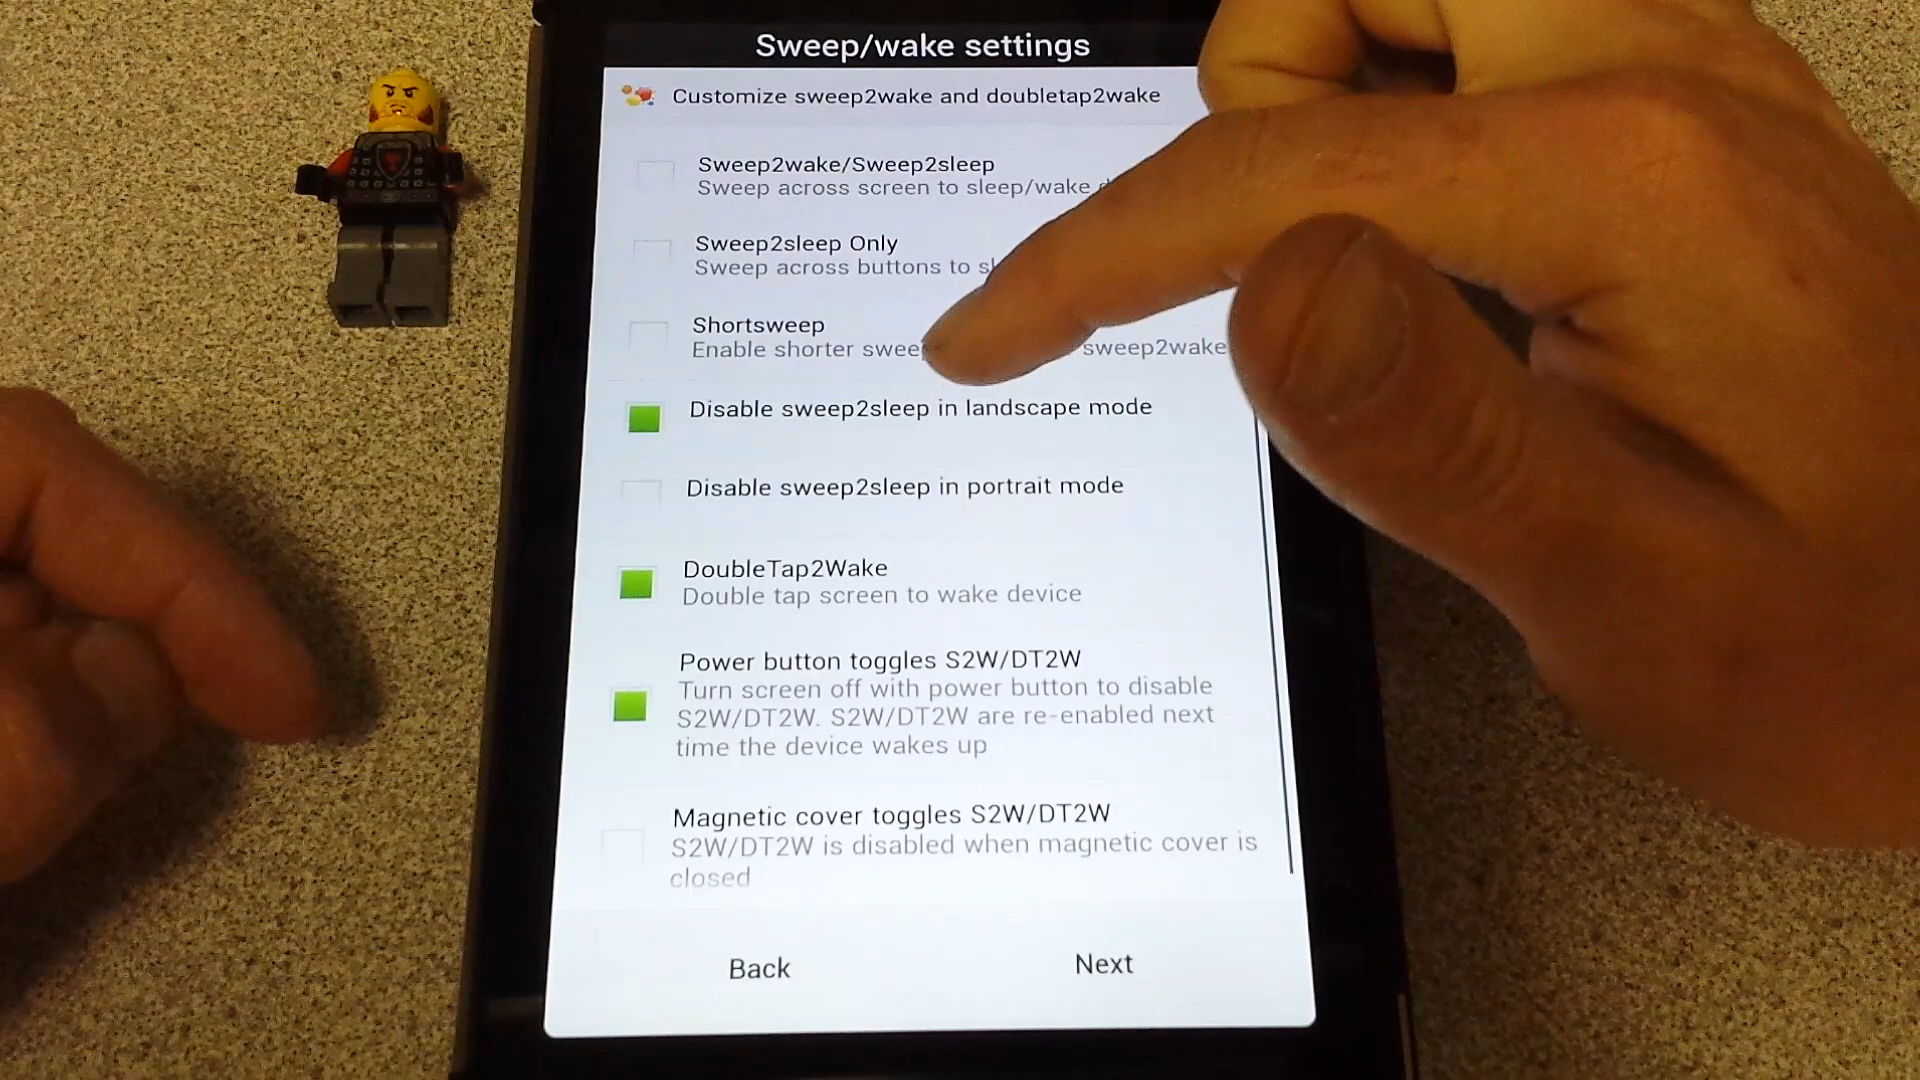 Sweep/wake settings
Customize sweep2wake and doubletap2wake
Sweep2wake/Sweep2sleep
Sweep across screen to sleep/wake
Sweep2sleep Only
Sweep across buttons to
Shortsweep
Enable shorter sweep2wake
Disable sweep2sleep in landscape mode
Disable sweep2sleep in portrait mode
DoubleTap2Wake
Double tap screen to wake device
Power button toggles S2W/DT2W
Turn screen off with power button to disable
S2W/DT2W. S2W/DT2W are re-enabled next
time the device wakes up
Magnetic cover toggles S2W/DT2W
S2W/DT2W is disabled when magnetic cover is
closed
Back Next